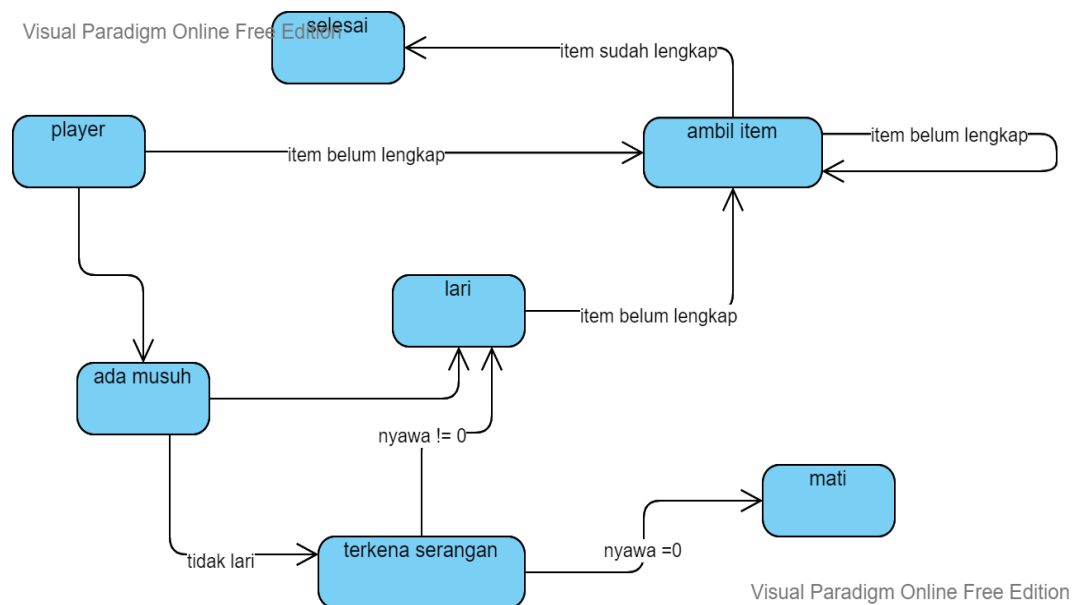 Visual Paradigm Online Free Edition
selesai
item sudah lengkap
player
ambil item
item belum lengkap
item belum lengkap
lari
item belum lengkap
ada musuh
nyawa != 0
mati
tidak lari
terkena serangan
nyawa =0
Visual Paradigm Online Free Edition